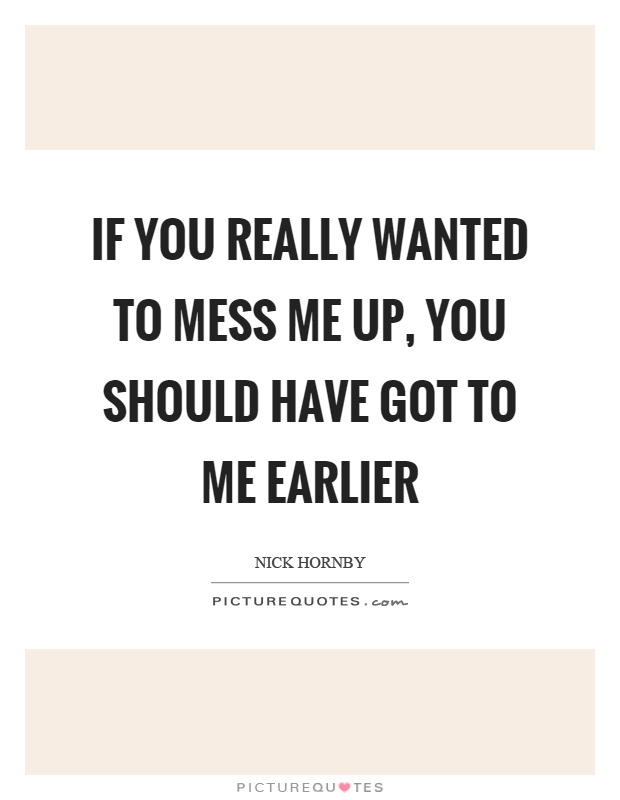 IF YOU REALLY WANTED
TO MESS ME UP, YOU
SHOULD HAVE GOT TO
ME EARLIER
NICK HORNBY
PICTUREQUOTES.com
PICTUREQUOTES